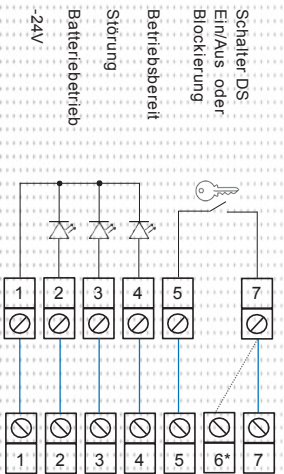 Schalter DS
Ein/Aus oder
Blockierung
Betriebsbereit
Störung
Batteriebetrieb
-24V
1 2 3 4 5 7
1 2 3 4 5 6* 7